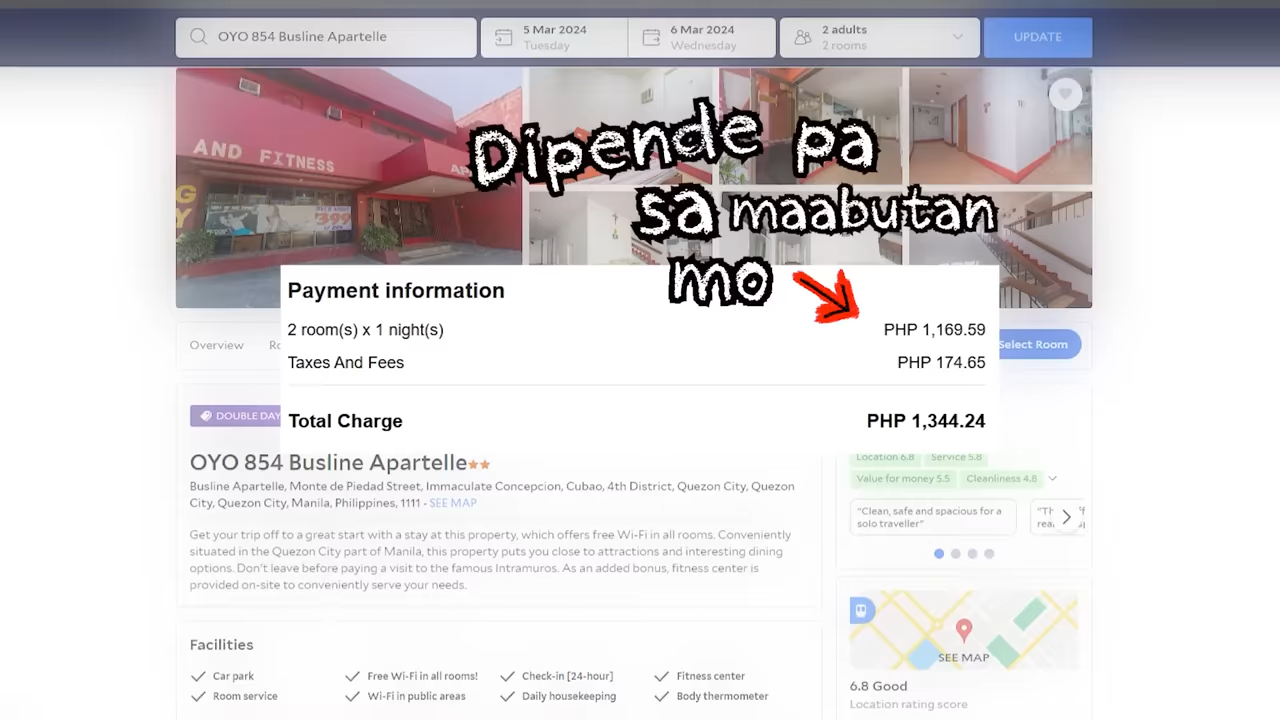 OYO 854 Busline Apartelle
5 Mar 2024
Tuesday
6 Mar 2024
Wednesday
2 adults
2 rooms
UPDATE
AND FITNESS
399
Dipende pa
sa maabutan
mo
Payment information
2 room(s) x 1 night(s)
PHP 1,169.59
Taxes And Fees
PHP 174.65
Total Charge
PHP 1,344.24
Overview
Select Room
DOUBLE DAY
OYO 854 Busline Apartelle
Busline Apartelle, Monte de Piedad Street, Immaculate Concepcion, Cubao, 4th District, Quezon City, Quezon
City, Quezon City, Manila, Philippines, 1111 - SEE MAP
Get your trip off to a great start with a stay at this property, which offers free Wi-Fi in all rooms. Conveniently
situated in the Quezon City part of Manila, this property puts you close to attractions and interesting dining
options. Don't leave before paying a visit to the famous Intramuros. As an added bonus, fitness center is
provided on-site to conveniently serve your needs.
Location 6.8
Service 5.8
Value for money 5.5
Cleanliness 4.8
"Clean, safe and spacious for a
solo traveller"
Facilities
Car park
Free Wi-Fi in all rooms!
Check-in [24-hour]
Fitness center
Room service
Wi-Fi in public areas
Daily housekeeping
Body thermometer
SEE MAP
6.8 Good
Location rating score